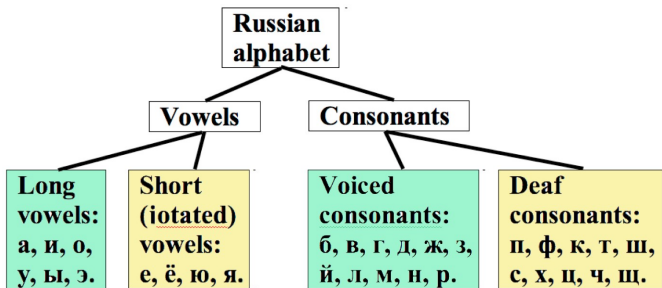 Russian
alphabet
Vowels
Consonants
Long
vowels:
а, и, о,
у, ы, э.
Short
(iotated)
vowels:
е, ё, ю, я.
Voiced
consonants:
б, в, г, д, ж, з,
й, л, м, н, р.
Deaf
consonants:
п, ф, к, т, ш,
с, х, ц, ч, щ.